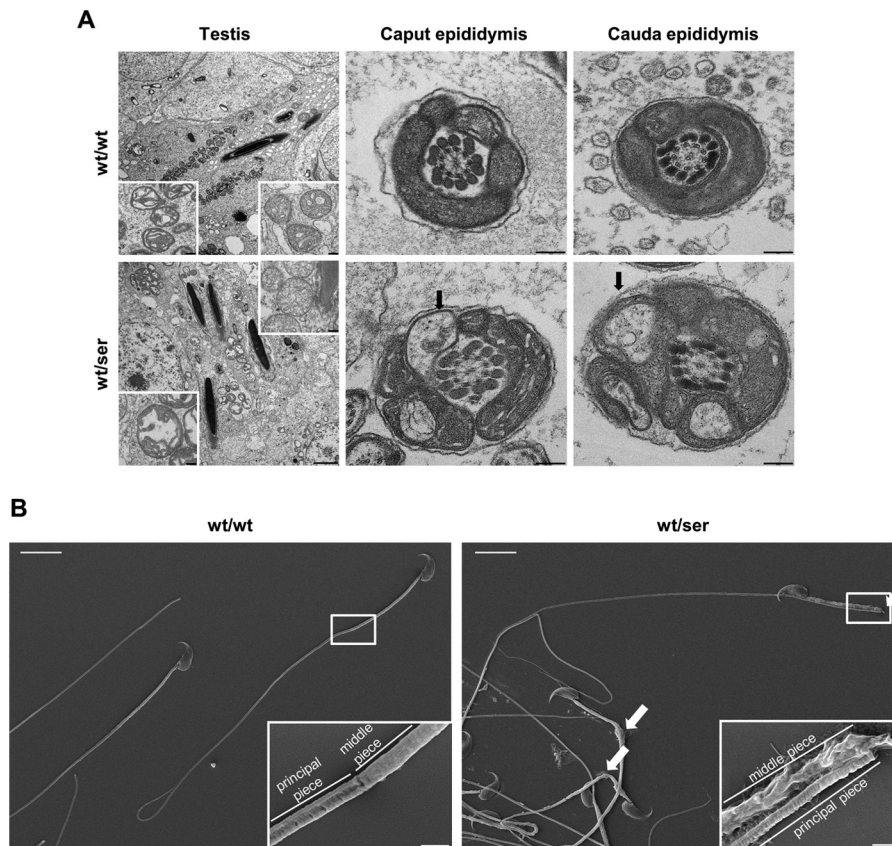 A
Testis
Caput epididymis
Cauda epididymis
wt/wt
wt/ser
B
wt/wt
wt/ser
principal
piece
middle
piece
middle piece
principal piece